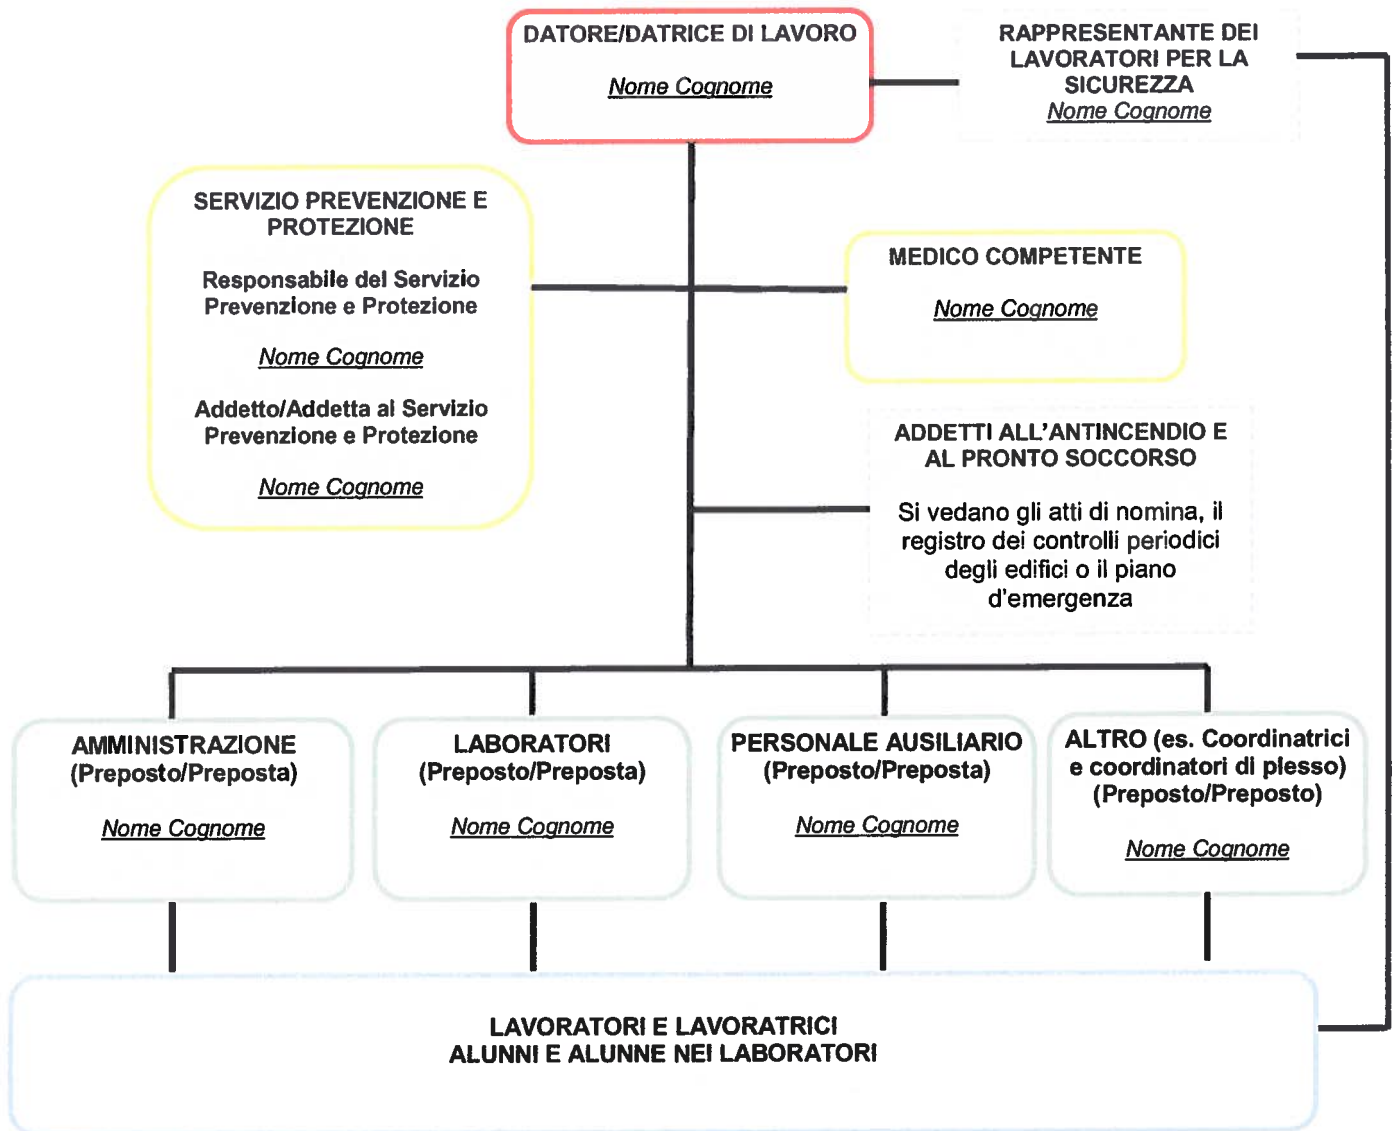 DATORE/DATRICE DI LAVORO
Nome Cognome
RAPPRESENTANTE DEI
LAVORATORI PER LA
SICUREZZA
Nome Cognome
SERVIZIO PREVENZIONE E
PROTEZIONE
Responsabile del Servizio
Prevenzione e Protezione
Nome Cognome
Addetto/Addetta al Servizio
Prevenzione e Protezione
Nome Cognome
MEDICO COMPETENTE
Nome Cognome
ADDETTI ALL'ANTINCENDIO E
AL PRONTO SOCCORSO
Si vedano gli atti di nomina, il
registro dei controlli periodici
degli edifici o il piano
d'emergenza
AMMINISTRAZIONE
(Preposto/Preposta)
Nome Cognome
LABORATORI
(Preposto/Preposta)
Nome Cognome
PERSONALE AUSILIARIO
(Preposto/Preposta)
Nome Cognome
ALTRO (es. Coordinatrici
e coordinatori di plesso)
(Preposto/Preposto)
Nome Cognome
LAVORATORI E LAVORATRICI
ALUNNI E ALUNNE NEI LABORATORI